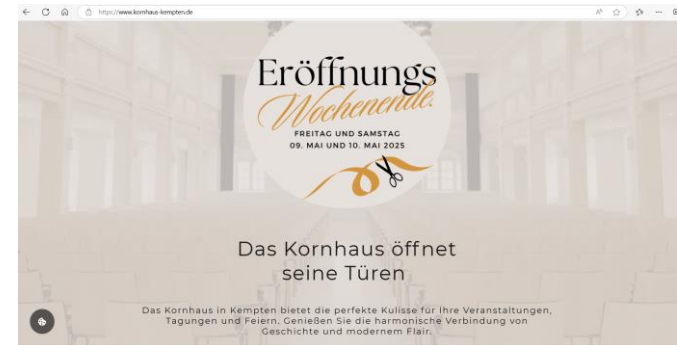 https://www.kornhaus-kempten.de
Eröffnungs
Wochenende.
FREITAG UND SAMSTAG
09. MAI UND 10. MAI 2025
Das Kornhaus öffnet
seine Türen
Das Kornhaus in Kempten bietet die perfekte Kulisse für Ihre Veranstaltungen,
Tagungen und Feiern. Genießen Sie die harmonische Verbindung von
Geschichte und modernem Flair.